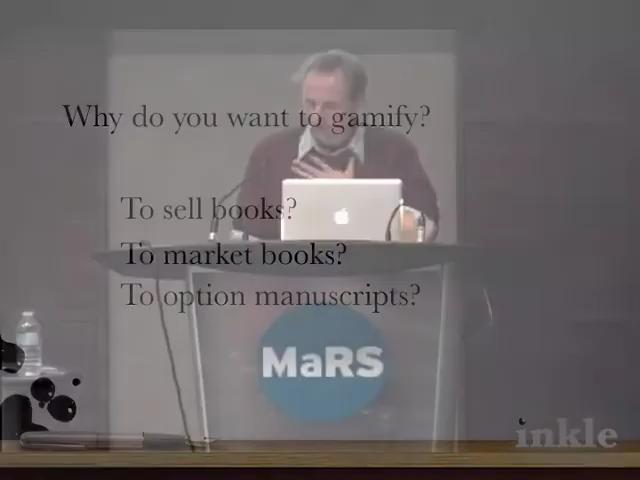 Why do you want to gamify?
To sell books?
To market books?
To option manuscripts?
MaRS
inkle